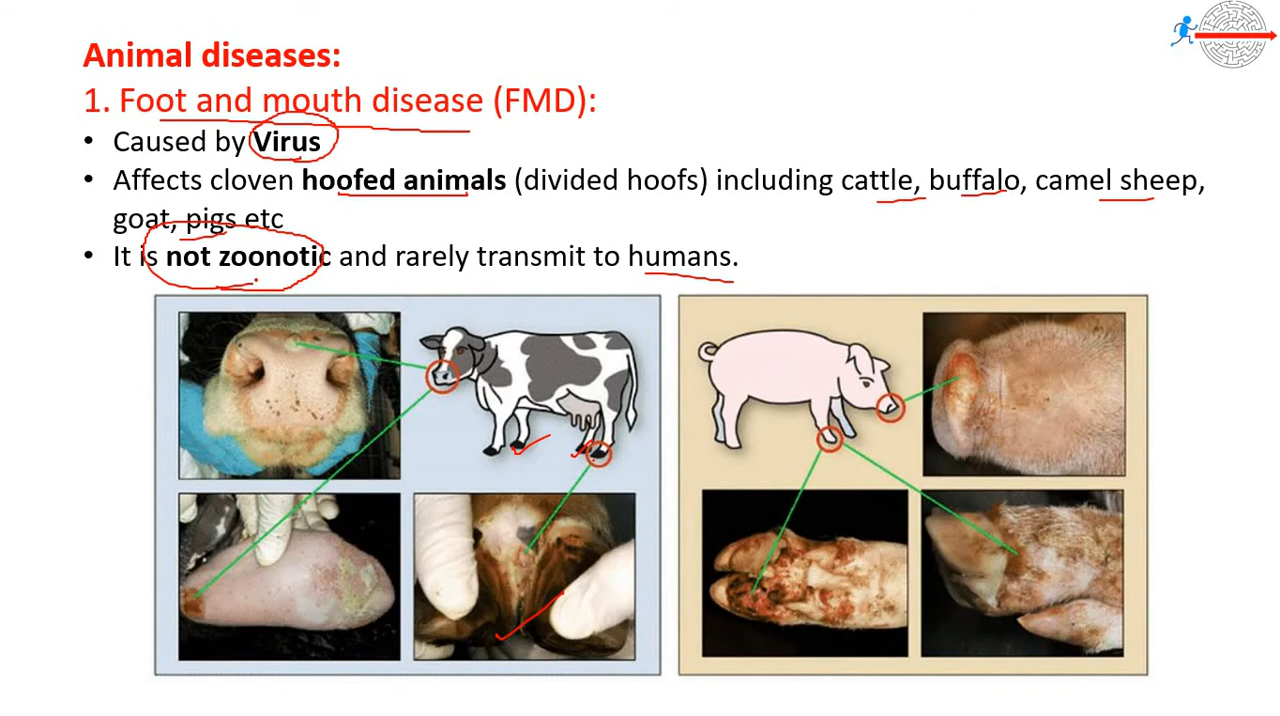 Animal diseases:
1. Foot and mouth disease (FMD):
• Caused by Virus
• Affects cloven hoofed animals (divided hoofs) including cattle, buffalo, camel sheep,
goat, pigs etc
• It is not zoonotic and rarely transmit to humans.